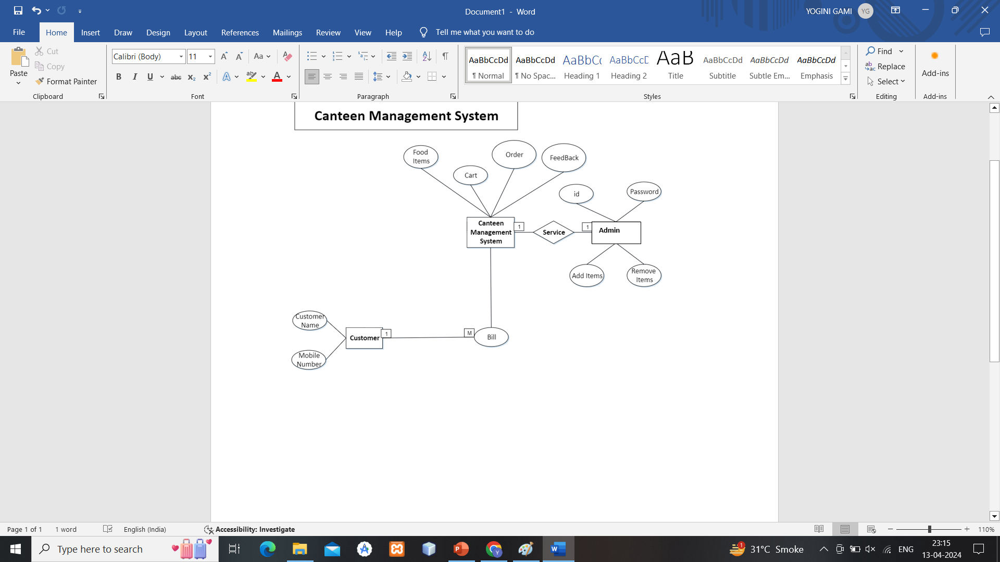 Document1 - Word
YOGINI GAMI
YG
File
Home
Insert
Draw
Design
Layout
References
Mailings
Review
View
Help
Tell me what you want to do
Paste
Cut
Copy
Format Painter
Clipboard
Calibri (Body)
11
Aa
B I U abc x₂ x²
A
Font
Paragraph
AaBbCcDd
¶ Normal
AaBbCcDd
¶ No Spac...
AaBbCc
Heading 1
AaBbCcD
Heading 2
AaB
Title
AaBbCcDd
Subtitle
AaBbCcDd
Subtle Em...
AaBbCcDd
Emphasis
Styles
Find
Replace
Select
Editing
Add-ins
Add-ins
Canteen Management System
Food
Items
Cart
Order
FeedBack
id
Password
Canteen
Management
System
1
Service
1
Admin
Add Items
Remove
Items
Customer
Name
Mobile
Number
Customer
1
M
Bill
Page 1 of 1
1 word
English (India)
Accessibility: Investigate
110%
Type here to search
1
31°C Smoke
ENG
23:15
13-04-2024